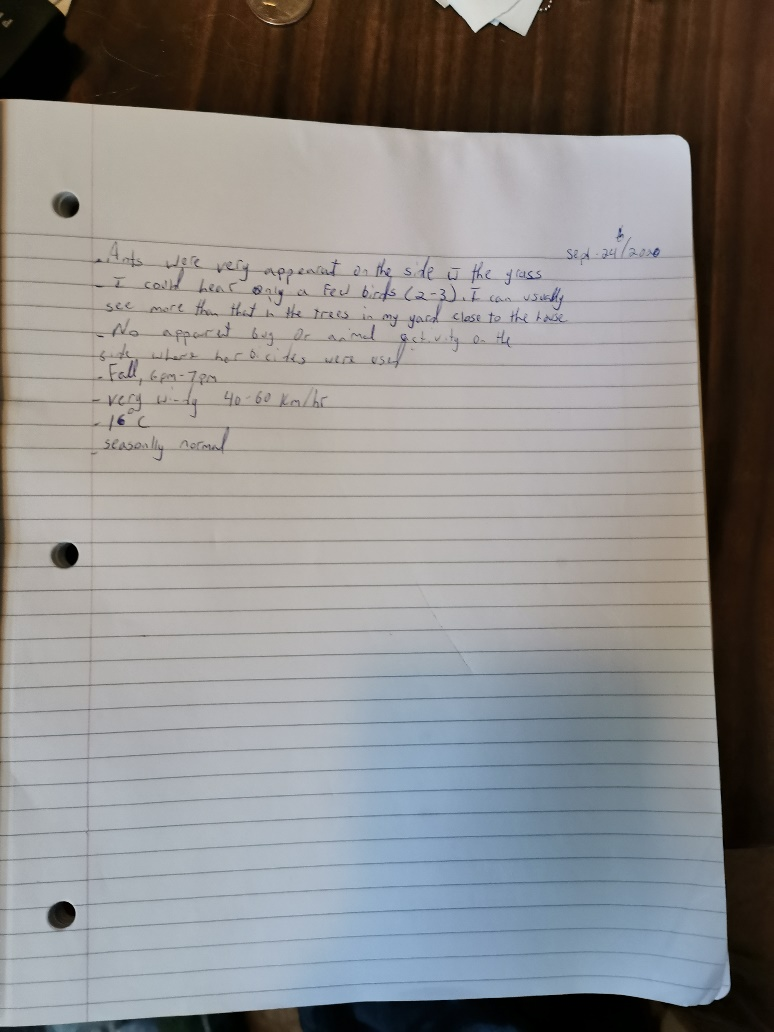 Sept-24/2020
- Ants were very appearant on the side w the grass
- I could hear only a few birds (2-3). I can usually
see more than that in the trees in my yard close to the house
- No apparent bug or animal activity on the
side where herbicides were used
- Fall, 6pm-7pm
- very windy 40-60 Km/hr
- 16°C
- seasonlly normal